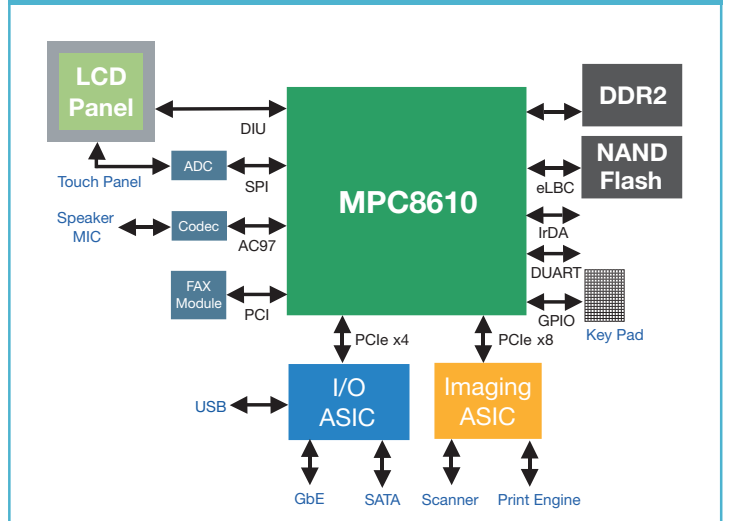 LCD
Panel
DIU
Touch Panel
ADC
SPI
Speaker
MIC
Codec
AC97
FAX
Module
PCI
MPC8610
DDR2
NAND
Flash
eLBC
IrDA
DUART
GPIO
Key Pad
PCIe x4
PCIe x8
I/O
ASIC
Imaging
ASIC
USB
GbE
SATA
Scanner
Print Engine